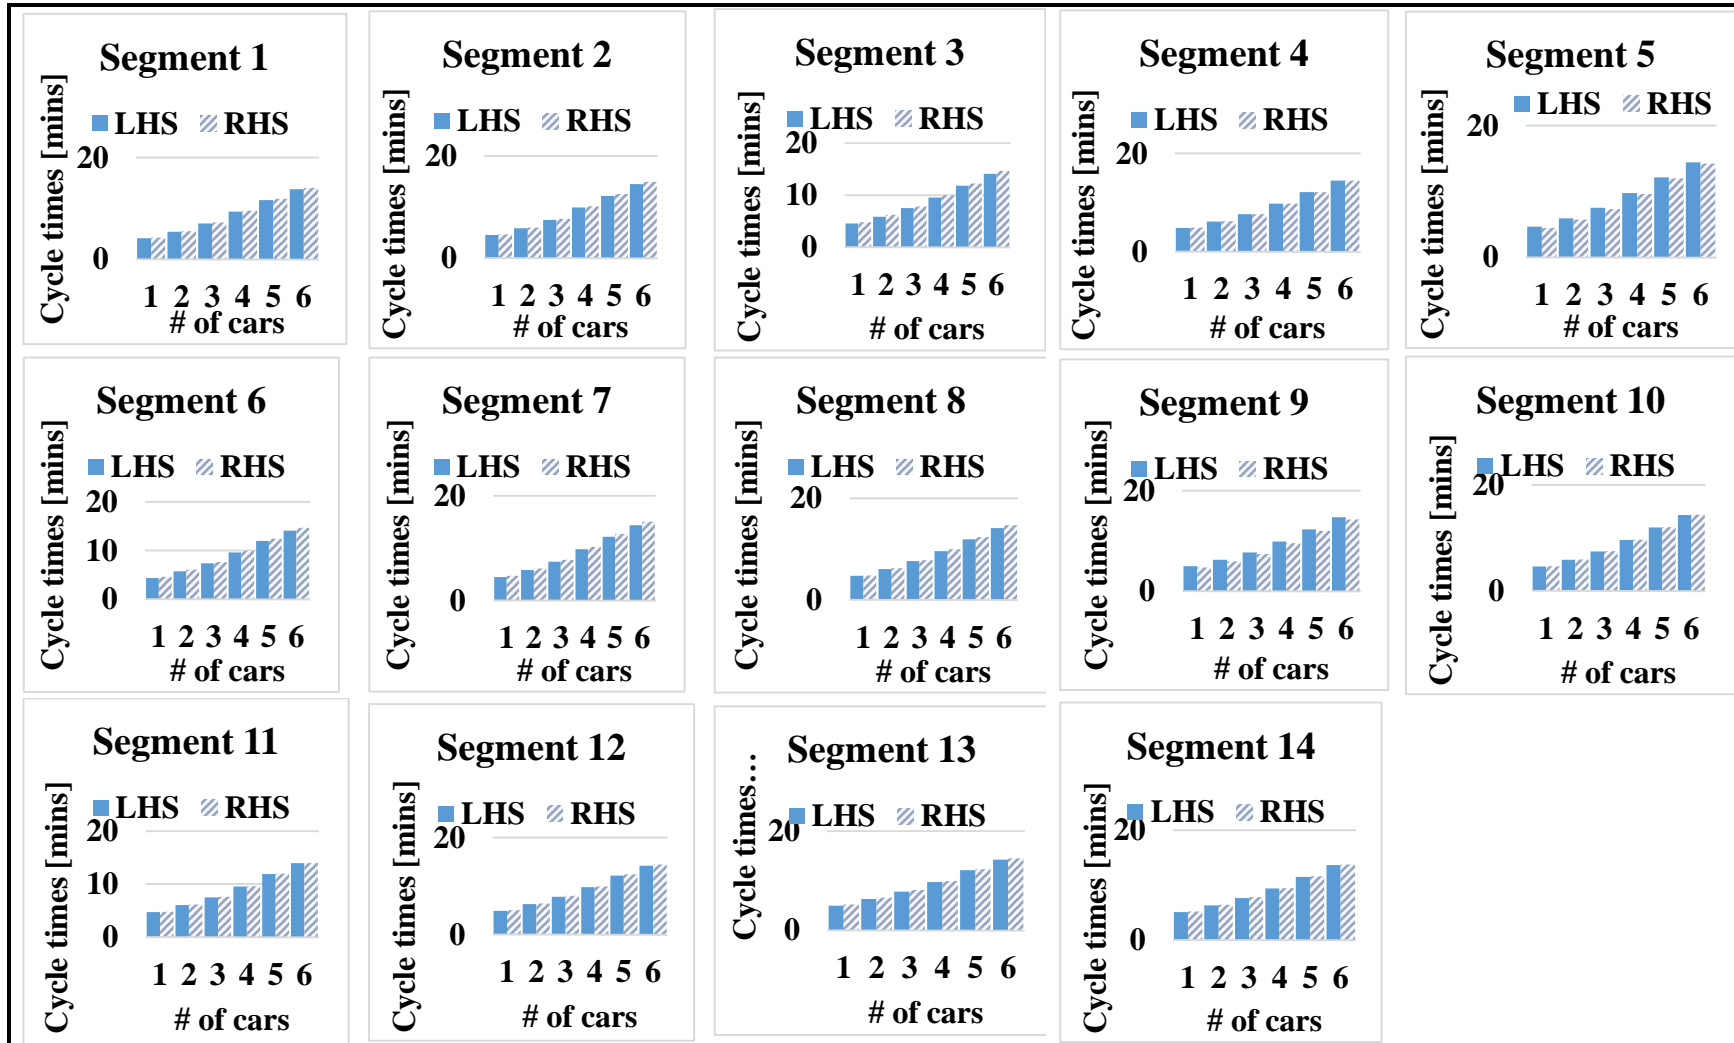 Segment 1
Cycle times [mins]
LHS RHS
20
0
1 2 3 4 5 6
# of cars
Segment 2
Cycle times [mins]
LHS RHS
20
0
1 2 3 4 5 6
# of cars
Segment 3
Cycle times [mins]
LHS RHS
20
10
0
1 2 3 4 5 6
# of cars
Segment 4
Cycle times [mins]
LHS RHS
20
0
1 2 3 4 5 6
# of cars
Segment 5
Cycle times [mins]
LHS RHS
20
0
1 2 3 4 5 6
# of cars
Segment 6
Cycle times [mins]
LHS RHS
20
10
0
1 2 3 4 5 6
# of cars
Segment 7
Cycle times [mins]
LHS RHS
20
0
1 2 3 4 5 6
# of cars
Segment 8
Cycle times [mins]
LHS RHS
20
0
1 2 3 4 5 6
# of cars
Segment 9
Cycle times [mins]
LHS RHS
20
0
1 2 3 4 5 6
# of cars
Segment 10
Cycle times [mins]
LHS RHS
20
0
1 2 3 4 5 6
# of cars
Segment 11
Cycle times [mins]
LHS RHS
20
10
0
1 2 3 4 5 6
# of cars
Segment 12
Cycle times [mins]
LHS RHS
20
0
1 2 3 4 5 6
# of cars
Segment 13
Cycle times…
LHS RHS
20
0
1 2 3 4 5 6
# of cars
Segment 14
Cycle times [mins]
LHS RHS
20
0
1 2 3 4 5 6
# of cars